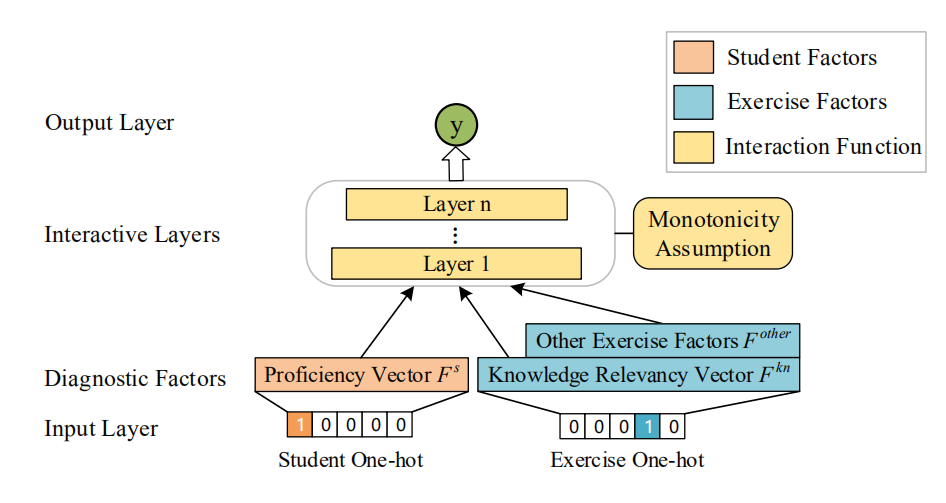 Student Factors
Exercise Factors
Interaction Function
Output Layer
y
Interactive Layers
Layer n
⋮
Layer 1
Monotonicity
Assumption
Other Exercise Factors F^other
Diagnostic Factors
Proficiency Vector F^s
Knowledge Relevancy Vector F^kn
Input Layer
1 0 0 0 0
0 0 0 1 0
Student One-hot
Exercise One-hot